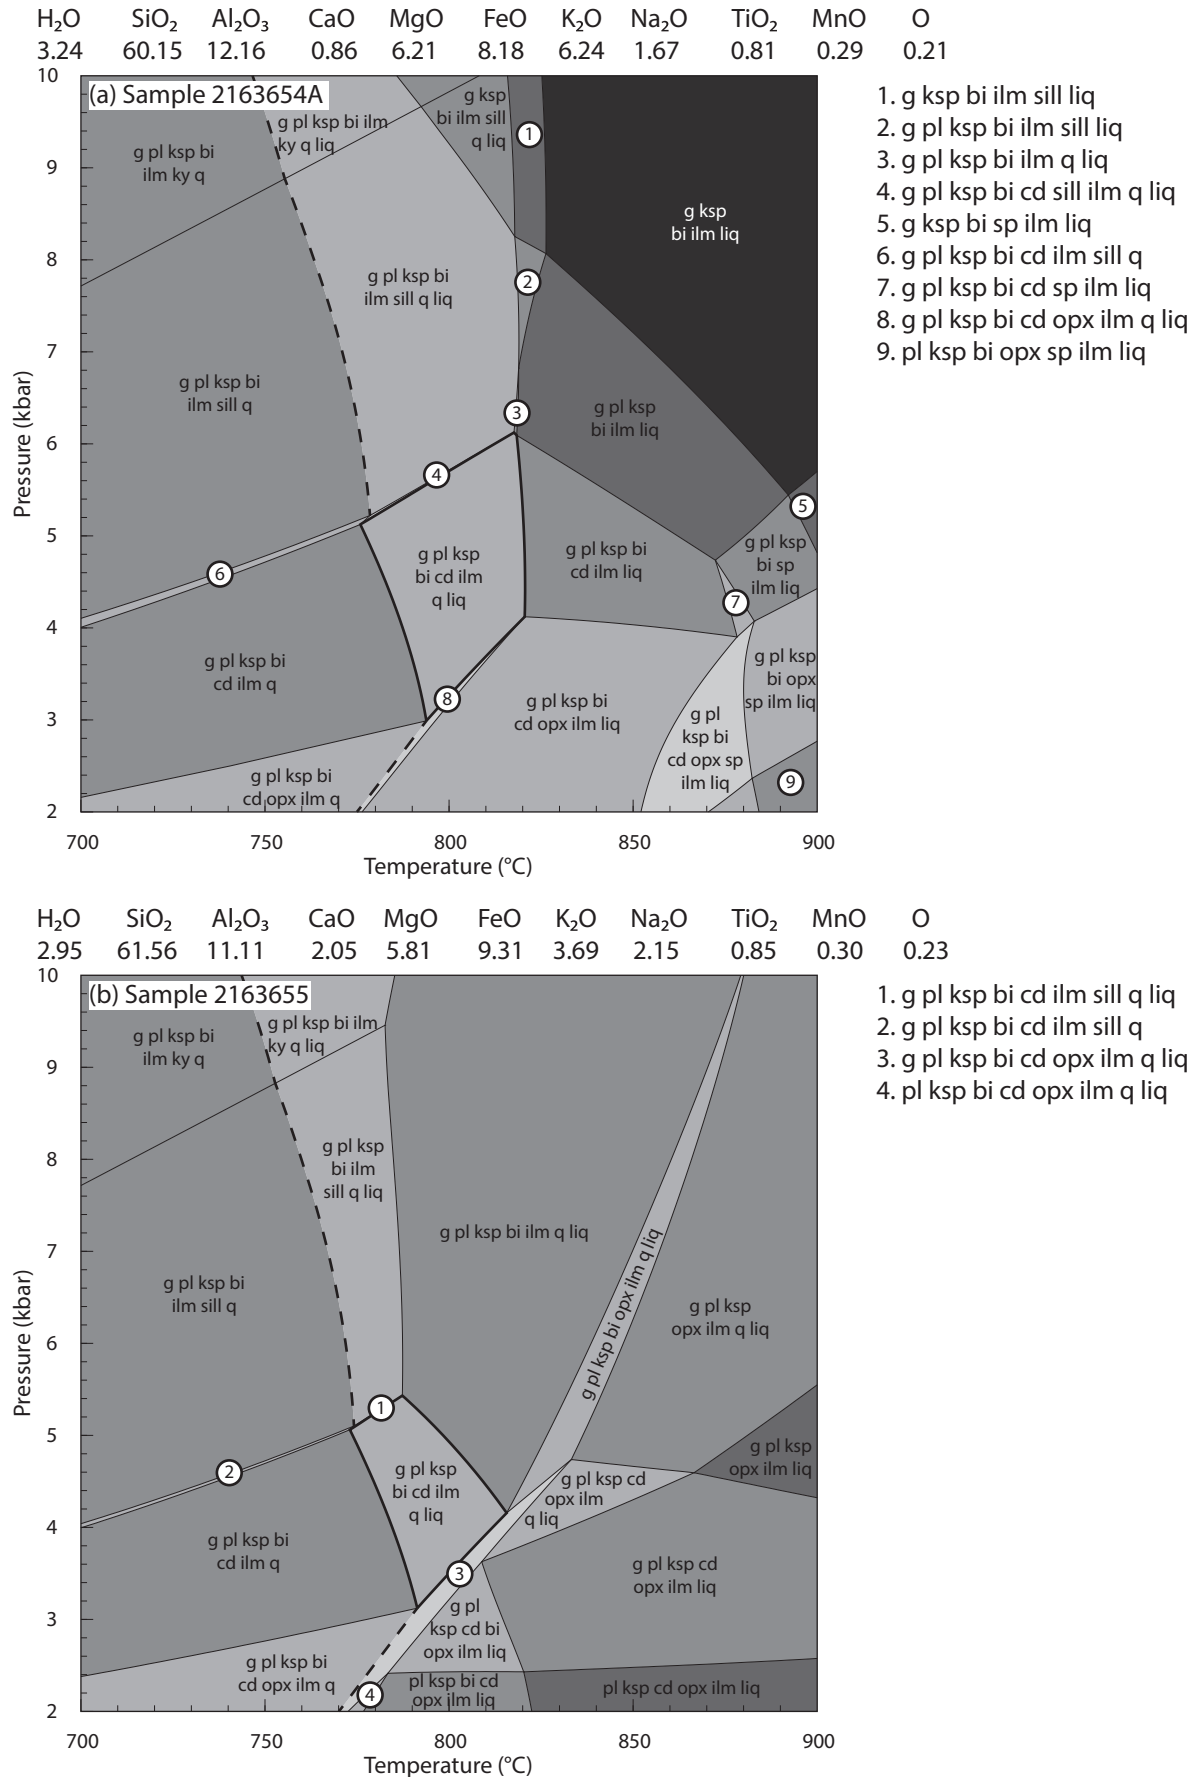 H₂O SiO₂ Al₂O₃ CaO MgO FeO K₂O Na₂O TiO₂ MnO O
3.24 60.15 12.16 0.86 6.21 8.18 6.24 1.67 0.81 0.29 0.21
(a) Sample 2163654A
Pressure (kbar)
10
9
8
7
6
5
4
3
2
700 750 800 850 900
Temperature (°C)
g pl ksp bi
ilm ky q
g pl ksp bi ilm
ky q liq
g ksp
bi ilm sill
q liq
1
g ksp
bi ilm liq
g pl ksp bi
ilm sill q liq
2
g pl ksp bi
ilm sill q
3
g pl ksp
bi ilm liq
4
5
g pl ksp
bi cd ilm
q liq
g pl ksp bi
cd ilm liq
g pl ksp
bi sp
ilm liq
6
7
g pl ksp bi
cd ilm q
8
g pl ksp bi
cd opx ilm liq
g pl ksp
bi opx
sp ilm liq
g pl
ksp bi
cd opx sp
ilm liq
g pl ksp bi
cd opx ilm q
9
1. g ksp bi ilm sill liq
2. g pl ksp bi ilm sill liq
3. g pl ksp bi ilm q liq
4. g pl ksp bi cd sill ilm q liq
5. g ksp bi sp ilm liq
6. g pl ksp bi cd ilm sill q
7. g pl ksp bi cd sp ilm liq
8. g pl ksp bi cd opx ilm q liq
9. pl ksp bi opx sp ilm liq
H₂O SiO₂ Al₂O₃ CaO MgO FeO K₂O Na₂O TiO₂ MnO O
2.95 61.56 11.11 2.05 5.81 9.31 3.69 2.15 0.85 0.30 0.23
(b) Sample 2163655
Pressure (kbar)
10
9
8
7
6
5
4
3
2
700 750 800 850 900
Temperature (°C)
g pl ksp bi
ilm ky q
g pl ksp bi ilm
ky q liq
g pl ksp
bi ilm
sill q liq
g pl ksp bi ilm q liq
g pl ksp bi opx ilm q liq
g pl ksp bi
ilm sill q
g pl ksp
opx ilm q liq
1
2
g pl ksp
bi cd ilm
q liq
g pl ksp cd
opx ilm
q liq
g pl ksp
opx ilm liq
g pl ksp bi
cd ilm q
3
g pl ksp cd
opx ilm liq
g pl
ksp cd bi
opx ilm liq
g pl ksp bi
cd opx ilm q
4
pl ksp bi cd
opx ilm liq
pl ksp cd opx ilm liq
1. g pl ksp bi cd ilm sill q liq
2. g pl ksp bi cd ilm sill q
3. g pl ksp bi cd opx ilm q liq
4. pl ksp bi cd opx ilm q liq